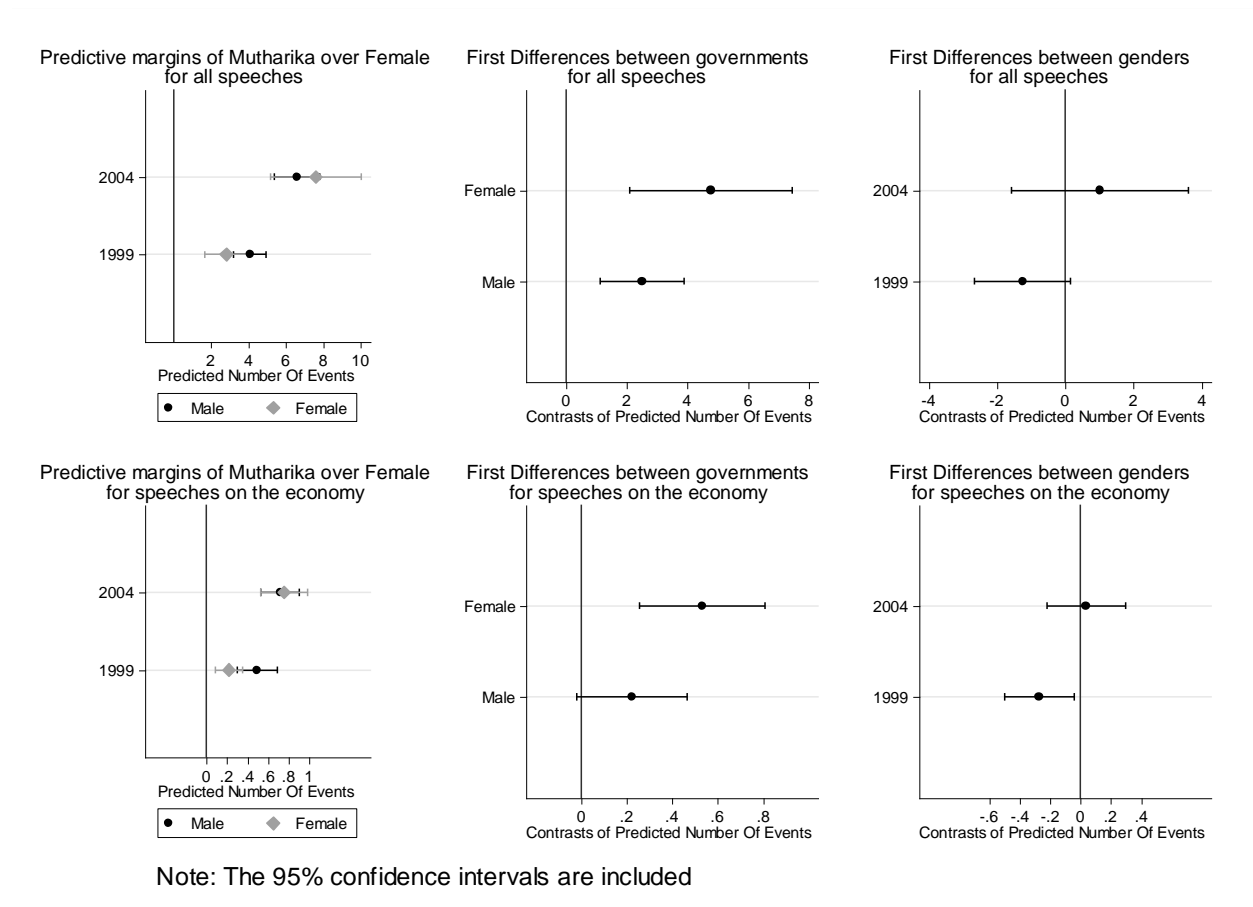 Predictive margins of Mutharika over Female
for all speeches
2004
1999
2 4 6 8 10
Predicted Number Of Events
Male Female
First Differences between governments
for all speeches
Female
Male
0 2 4 6 8
Contrasts of Predicted Number Of Events
First Differences between genders
for all speeches
2004
1999
-4 -2 0 2 4
Contrasts of Predicted Number Of Events
Predictive margins of Mutharika over Female
for speeches on the economy
2004
1999
0 .2 .4 .6 .8 1
Predicted Number Of Events
Male Female
First Differences between governments
for speeches on the economy
Female
Male
0 .2 .4 .6 .8
Contrasts of Predicted Number Of Events
First Differences between genders
for speeches on the economy
2004
1999
-.6 -.4 -.2 0 .2 .4
Contrasts of Predicted Number Of Events
Note: The 95% confidence intervals are included